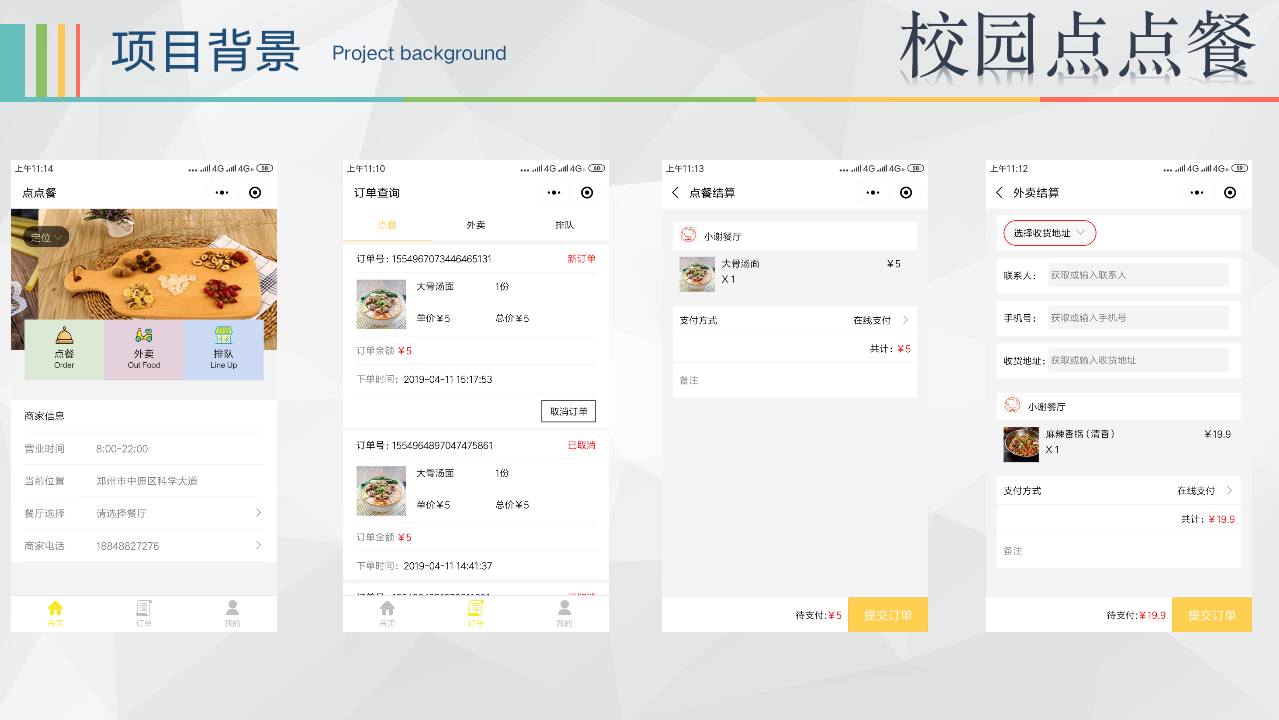 项目背景 Project background
校园点点餐
上午11:14 4G 4G+ 58
点点餐
定位
点餐 外卖 排队
Order Out Food Line Up
商家信息
营业时间 8:00-22:00
当前位置 郑州市中原区科学大道
餐厅选择 请选择餐厅
商家电话 18848827276
首页 订单 我的
上午11:10 4G 4G+ 60
订单查询
点餐 外卖 排队
订单号: 1554967073446465131 新订单
大骨汤面 1份
单价¥5 总价¥5
订单金额 ¥5
下单时间: 2019-04-11 15:17:53
取消订单
订单号: 1554964897047475861 已取消
大骨汤面 1份
单价¥5 总价¥5
订单金额 ¥5
下单时间: 2019-04-11 14:41:37
首页 订单 我的
上午11:13 4G 4G+ 58
点餐结算
小谢餐厅
大骨汤面 ¥5
X 1
支付方式 在线支付
共计: ¥5
备注
待支付:¥5 提交订单
上午11:12 4G 4G+ 59
外卖结算
选择收货地址
联系人: 获取或输入联系人
手机号: 获取或输入手机号
收货地址: 获取或输入收货地址
小谢餐厅
麻辣香锅 (清香) ¥19.9
X 1
支付方式 在线支付
共计: ¥19.9
备注
待支付:¥19.9 提交订单